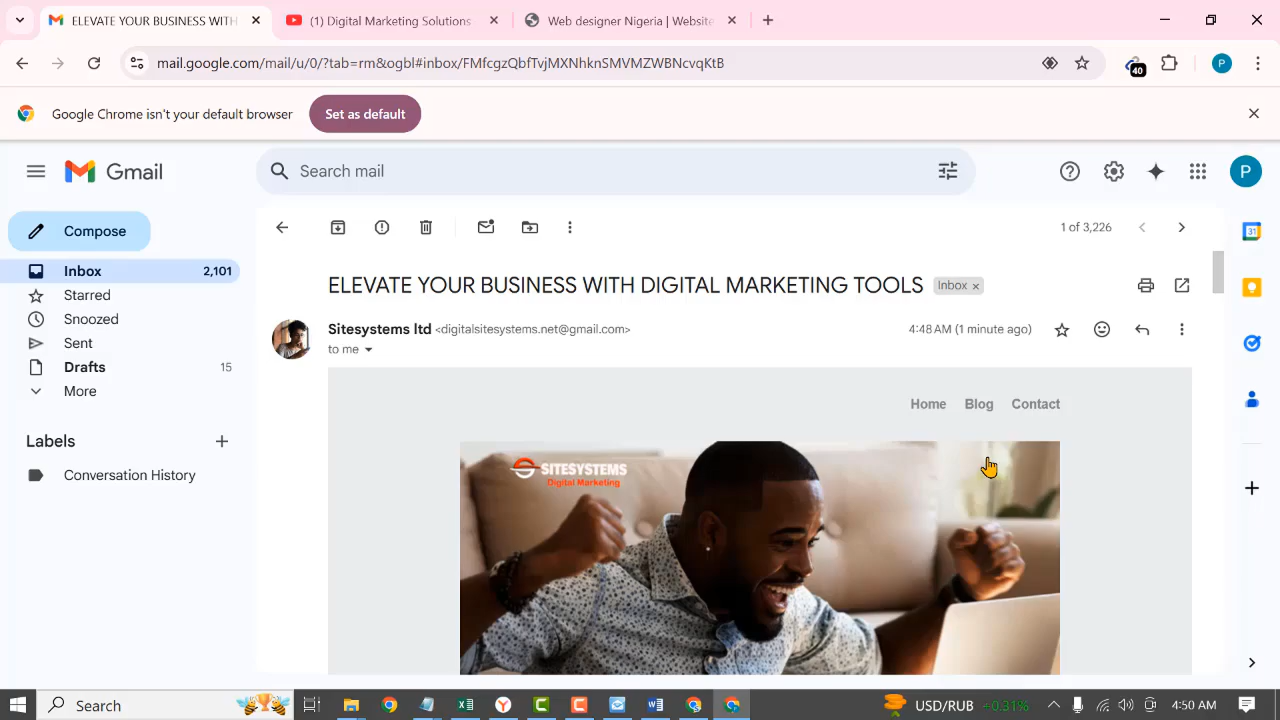 ELEVATE YOUR BUSINESS WITH
(1) Digital Marketing Solutions
Web designer Nigeria | Website
mail.google.com/mail/u/0/?tab=rm&ogbl#inbox/FMfcgzQbfTvjMXNhknSMVMZWBNcvqKtB
40
P
Google Chrome isn't your default browser
Set as default
Gmail
Search mail
P
Compose
1 of 3,226
Inbox 2,101
Starred
Snoozed
Sent
Drafts 15
More
Labels
Conversation History
ELEVATE YOUR BUSINESS WITH DIGITAL MARKETING TOOLS
Inbox
Sitesystems ltd <digitalsitesystems.net@gmail.com>
4:48 AM (1 minute ago)
to me
Home Blog Contact
SITESYSTEMS
Digital Marketing
31
Search
USD/RUB +0.31%
4:50 AM